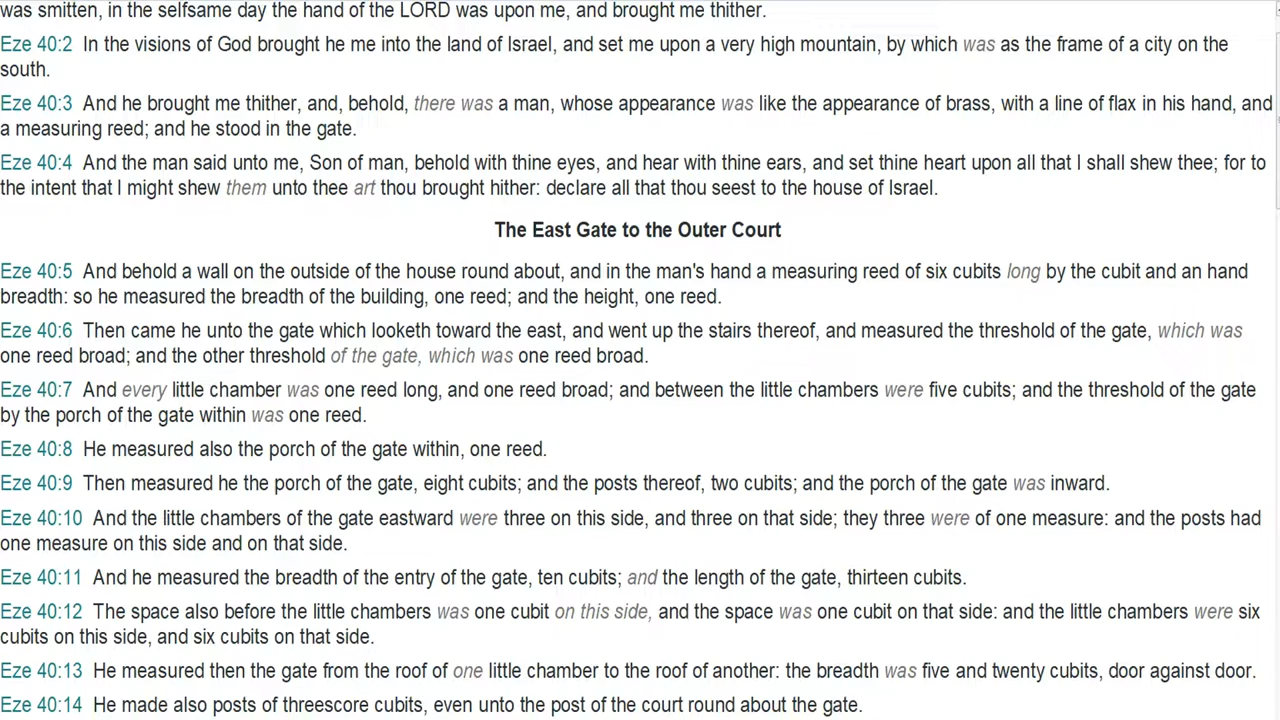 was smitten, in the selfsame day the hand of the LORD was upon me, and brought me thither.
Eze 40:2 In the visions of God brought he me into the land of Israel, and set me upon a very high mountain, by which was as the frame of a city on the
south.
Eze 40:3 And he brought me thither, and, behold, there was a man, whose appearance was like the appearance of brass, with a line of flax in his hand, and
a measuring reed; and he stood in the gate.
Eze 40:4 And the man said unto me, Son of man, behold with thine eyes, and hear with thine ears, and set thine heart upon all that I shall shew thee; for to
the intent that I might shew them unto thee art thou brought hither: declare all that thou seest to the house of Israel.
The East Gate to the Outer Court
Eze 40:5 And behold a wall on the outside of the house round about, and in the man's hand a measuring reed of six cubits long by the cubit and an hand
breadth: so he measured the breadth of the building, one reed; and the height, one reed.
Eze 40:6 Then came he unto the gate which looketh toward the east, and went up the stairs thereof, and measured the threshold of the gate, which was
one reed broad; and the other threshold of the gate, which was one reed broad.
Eze 40:7 And every little chamber was one reed long, and one reed broad; and between the little chambers were five cubits; and the threshold of the gate
by the porch of the gate within was one reed.
Eze 40:8 He measured also the porch of the gate within, one reed.
Eze 40:9 Then measured he the porch of the gate, eight cubits; and the posts thereof, two cubits; and the porch of the gate was inward.
Eze 40:10 And the little chambers of the gate eastward were three on this side, and three on that side; they three were of one measure: and the posts had
one measure on this side and on that side.
Eze 40:11 And he measured the breadth of the entry of the gate, ten cubits; and the length of the gate, thirteen cubits.
Eze 40:12 The space also before the little chambers was one cubit on this side, and the space was one cubit on that side: and the little chambers were six
cubits on this side, and six cubits on that side.
Eze 40:13 He measured then the gate from the roof of one little chamber to the roof of another: the breadth was five and twenty cubits, door against door.
Eze 40:14 He made also posts of threescore cubits, even unto the post of the court round about the gate.